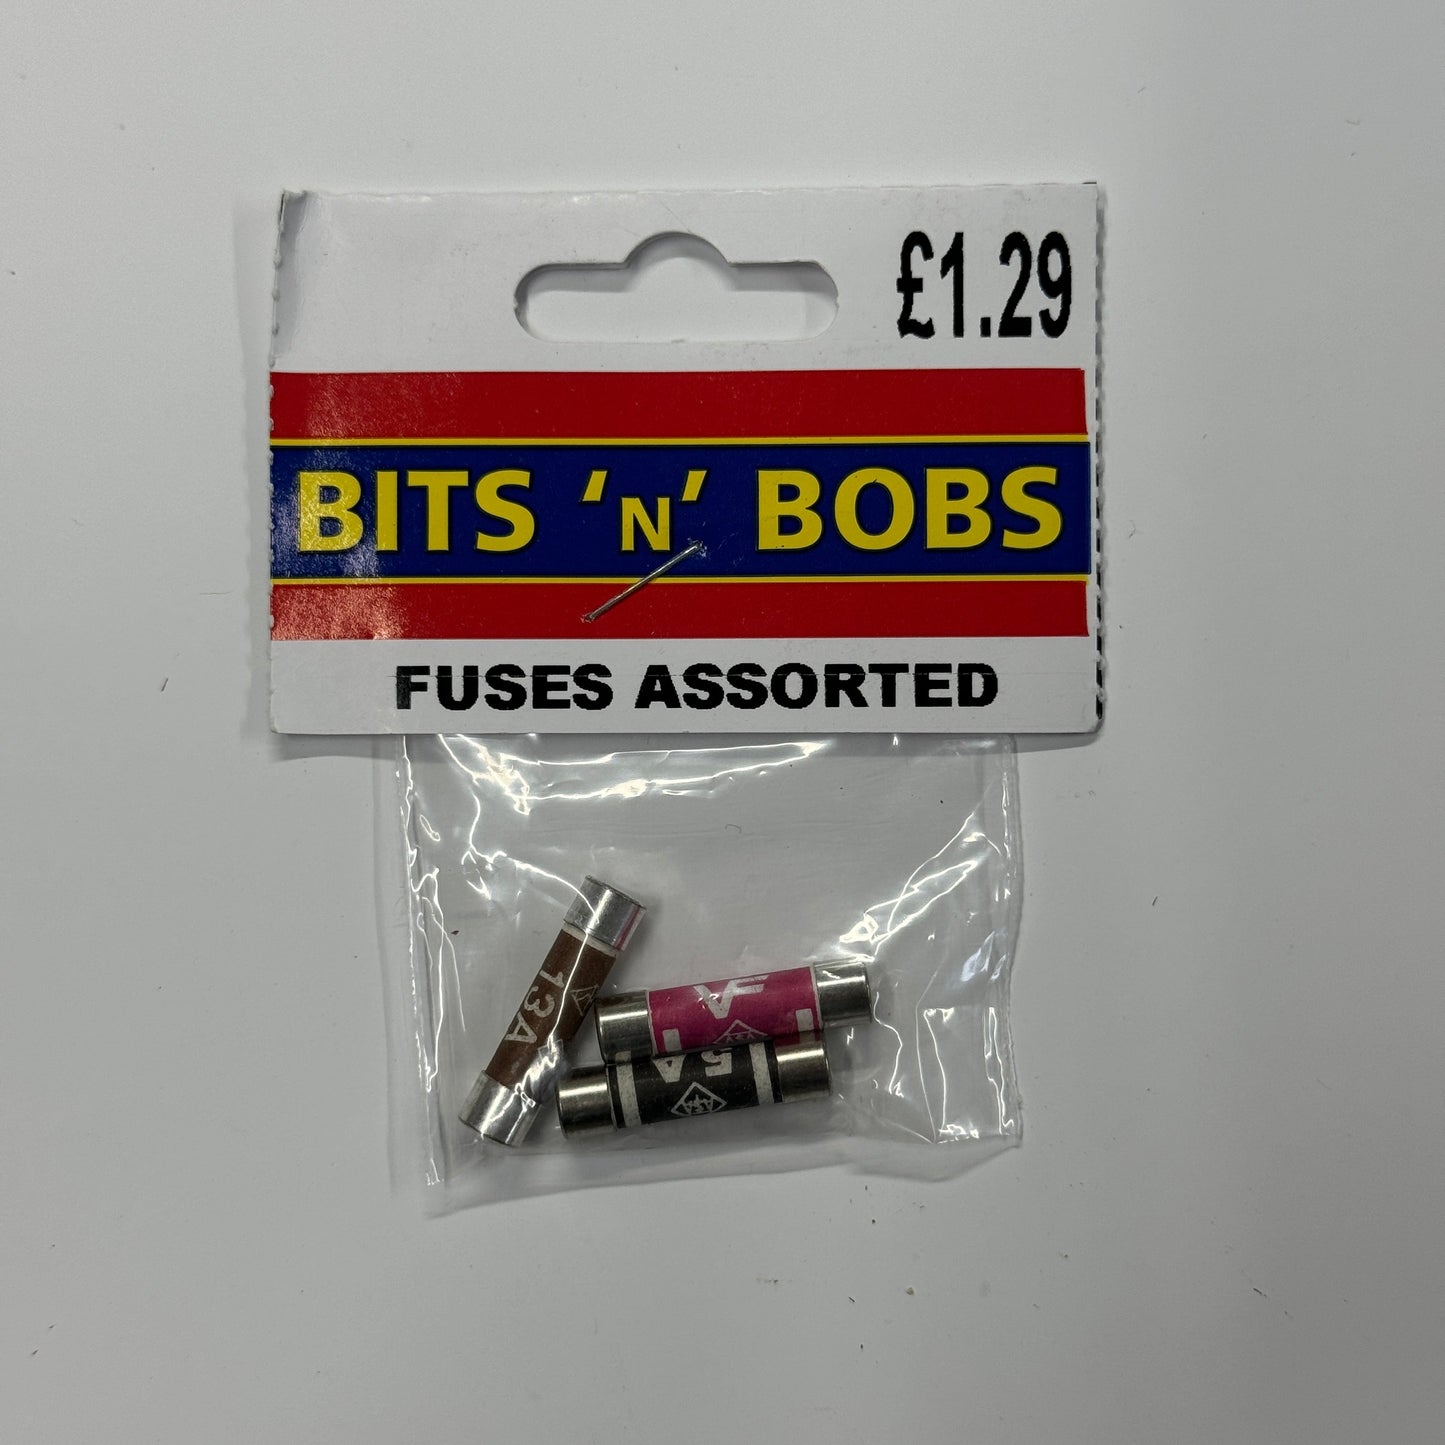 £1.29
BITS ‘N’ BOBS
FUSES ASSORTED
13A
5A